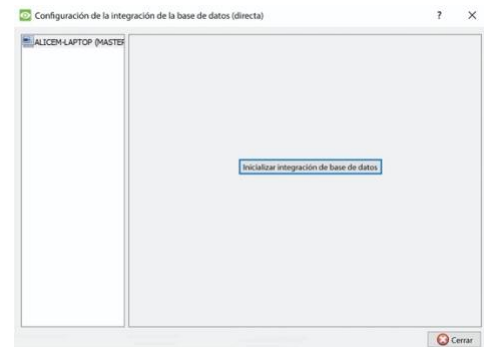 Configuración de la integración de la base de datos (directa)
ALICEM-LAPTOP (MASTER
Inicializar integración de base de datos
Cerrar